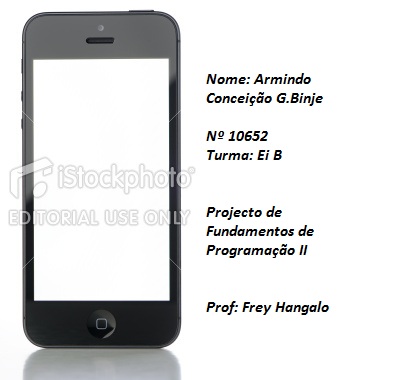 Nome: Armindo
Conceição G.Binje
Nº 10652
Turma: Ei B
Projecto de
Fundamentos de
Programação II
Prof: Frey Hangalo
iStockphoto
EDITORIAL USE ONLY